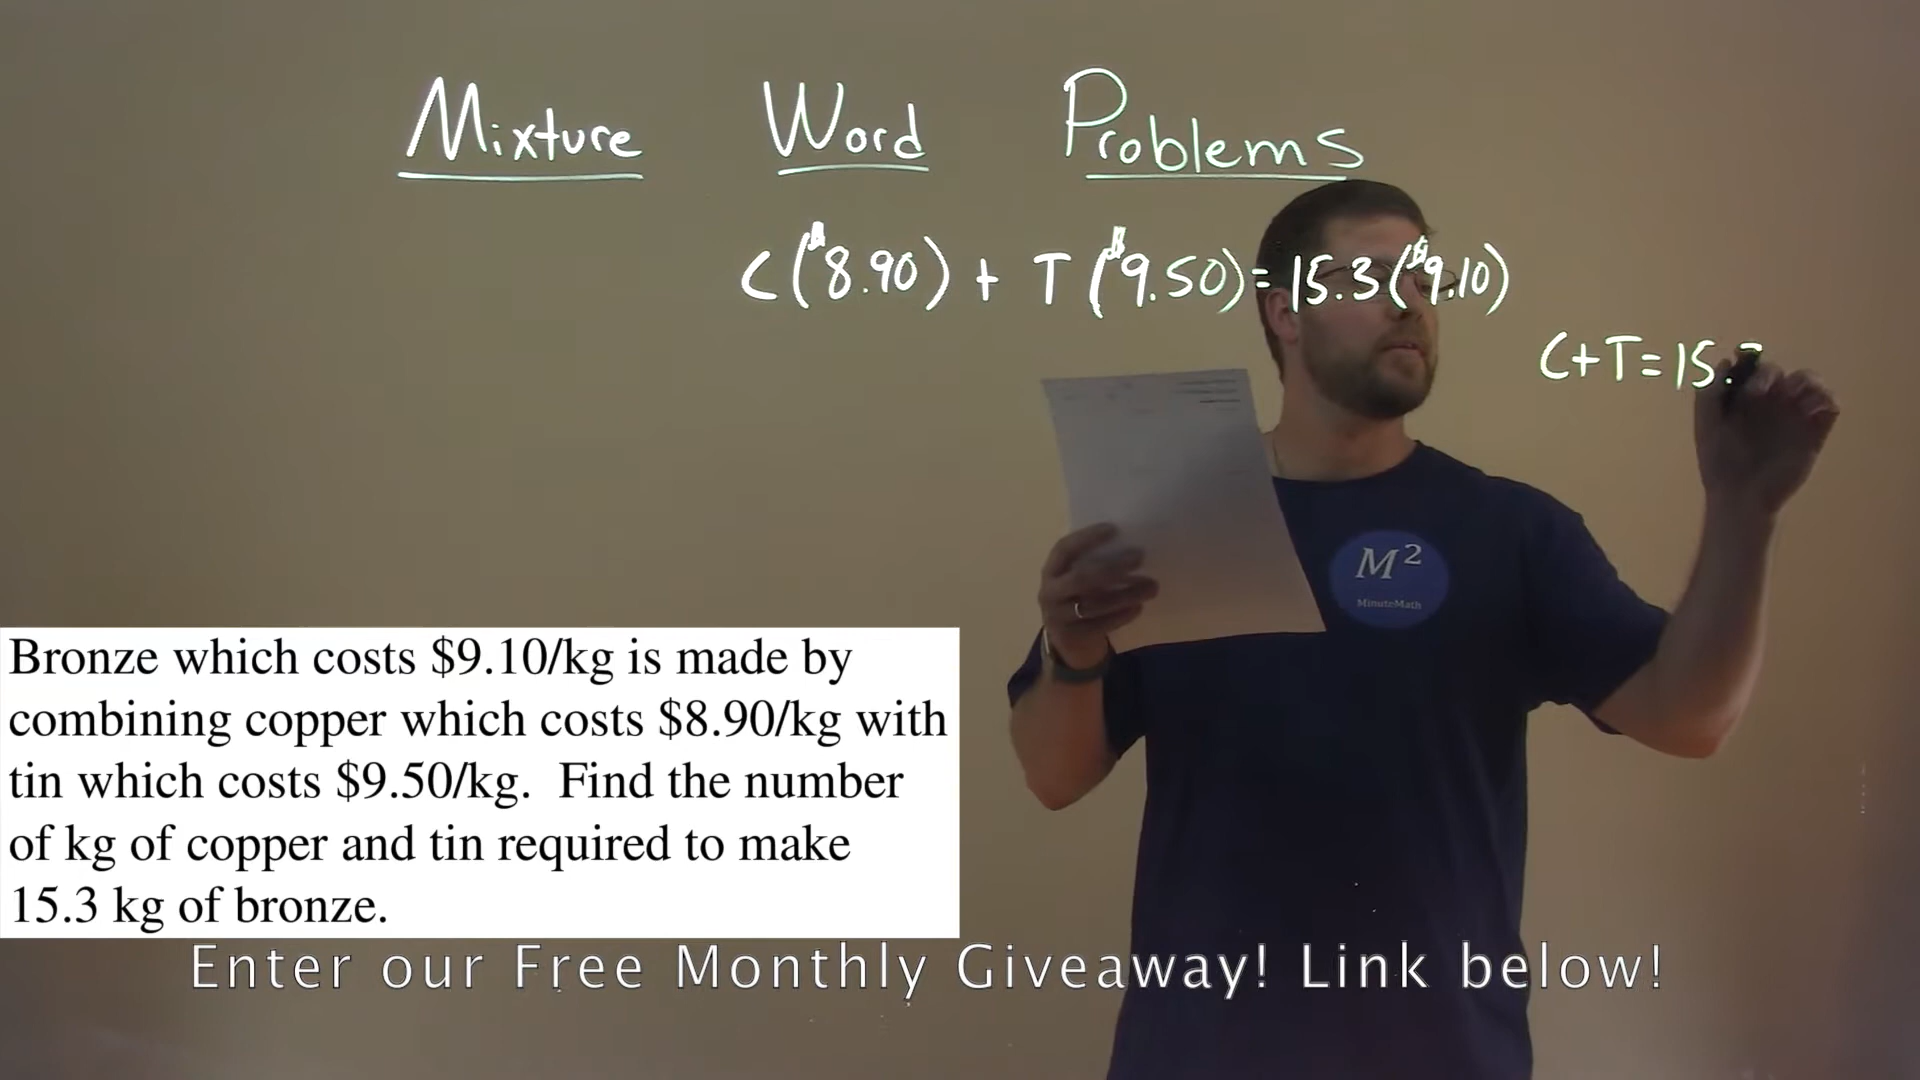 Mixture Word Problems
C($8.90) + T($9.50) = 15.3($9.10)
C+T=15.
M²
MinuteMath
Bronze which costs $9.10/kg is made by
combining copper which costs $8.90/kg with
tin which costs $9.50/kg. Find the number
of kg of copper and tin required to make
15.3 kg of bronze.
Enter our Free Monthly Giveaway! Link below!